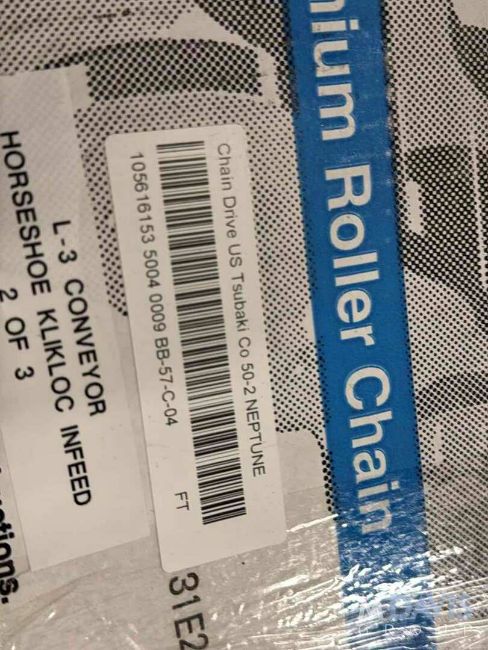 nium Roller Chain
Chain Drive US Tsubaki Co 50-2 NEPTUNE
105616153 5004 0009 BB-57-C-04
FT
L-3 CONVEYOR
HORSESHOE KLIKLOC INFEED
2 OF 3
31E2